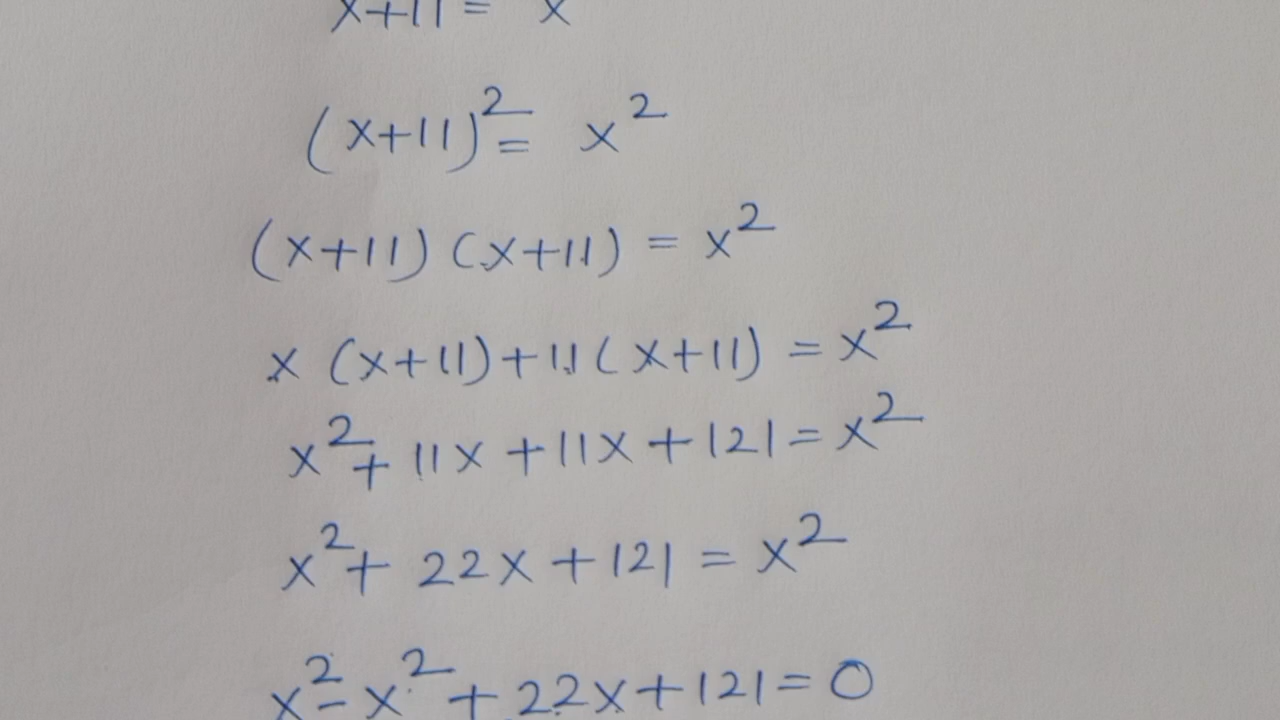 x+11= x
(x+11)²= x²
(x+11)(x+11) = x²
x (x+11)+11(x+11) = x²
x²+ 11x +11x +121= x²
x²+ 22x +121 = x²
x²- x²+22x+121=0